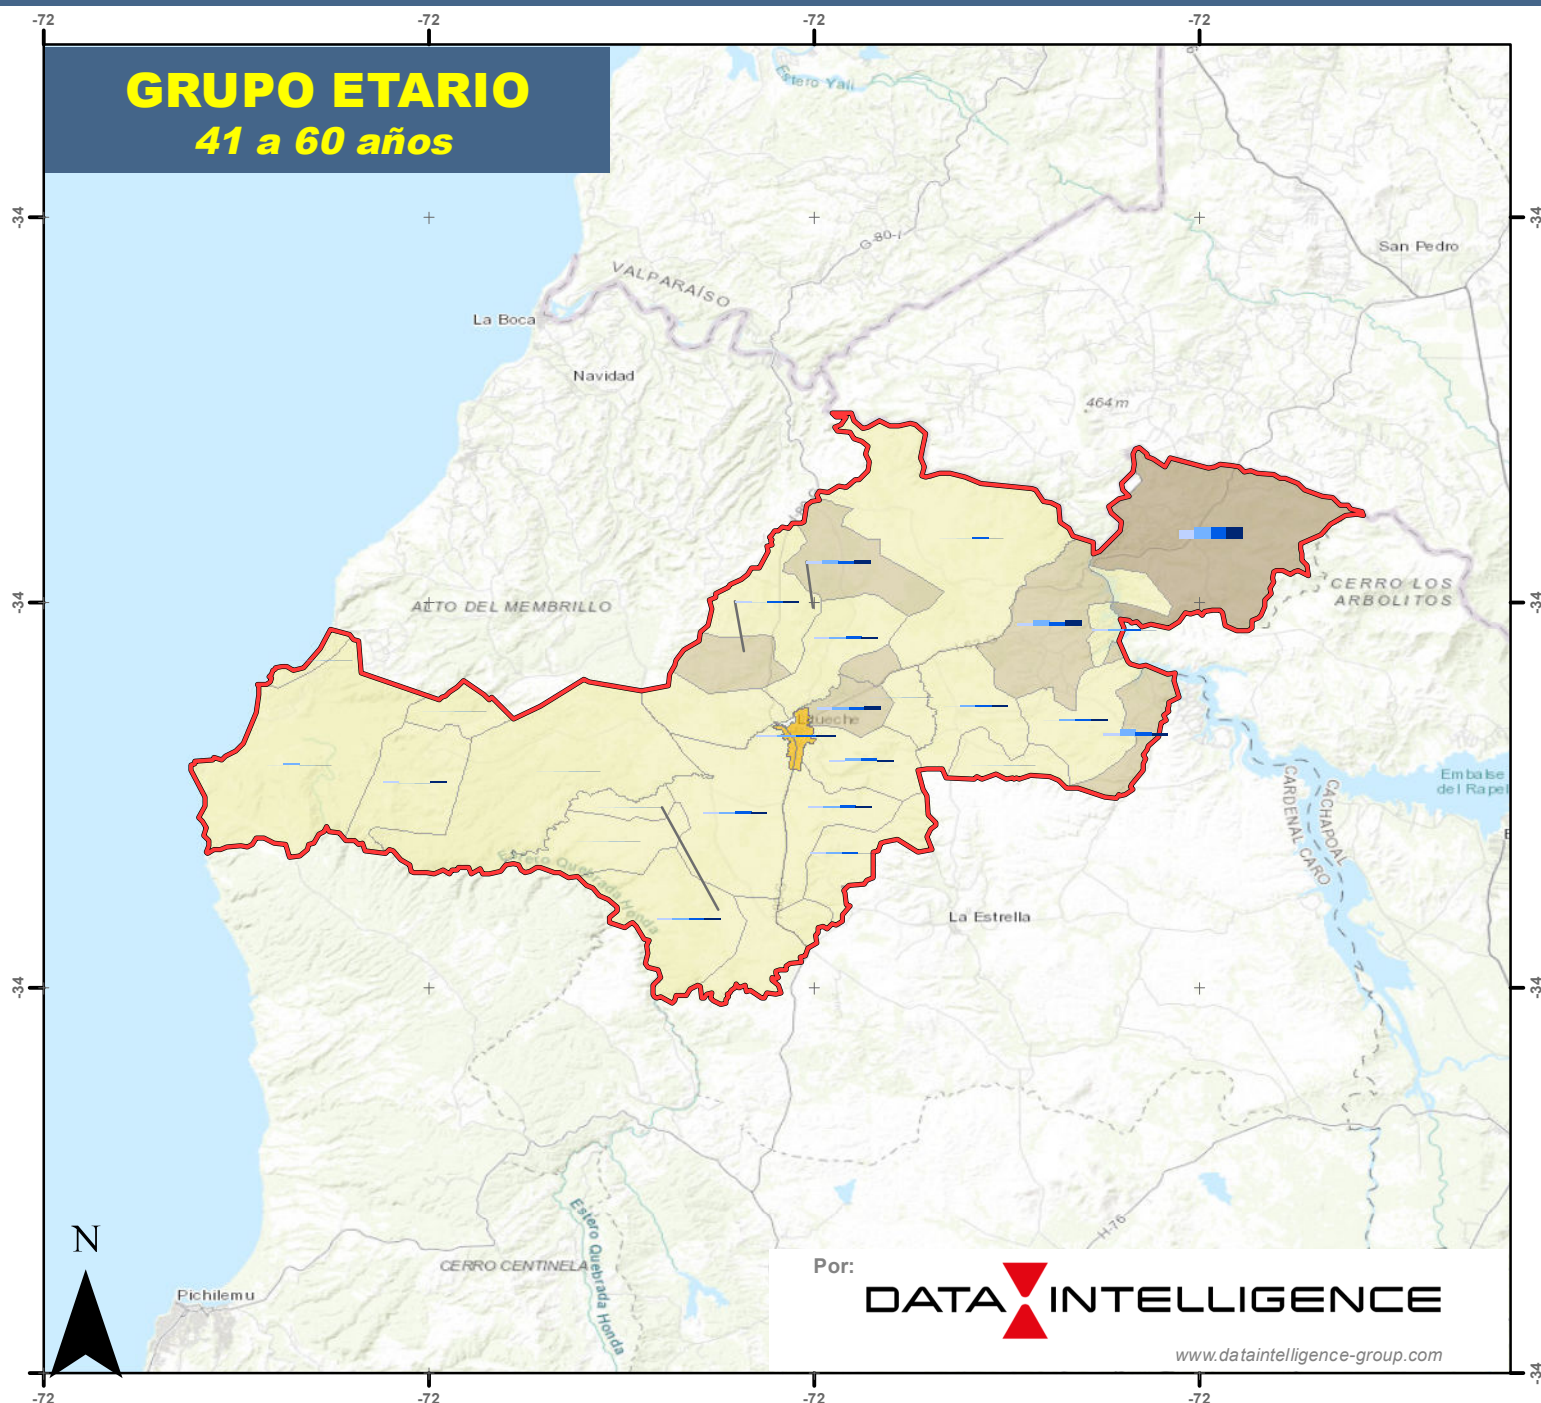 -72
-72
-72
-72
GRUPO ETARIO
41 a 60 años
Estero Yali
-34
-34
G-80-I
San Pedro
VALPARAÍSO
La Boca
Navidad
464 m
ALTO DEL MEMBRILLO
CERRO LOS
ARBOLITOS
-34
-34
Litueche
Embalse
del Rapel
CACHAPOAL
CARDENAL CARO
Estero Quebrada Honda
La Estrella
-34
-34
H-76
Estero Quebrada Honda
N
CERRO CENTINELA
Pichilemu
Por:
DATA INTELLIGENCE
www.dataintelligence-group.com
-34
-72
-72
-72
-72